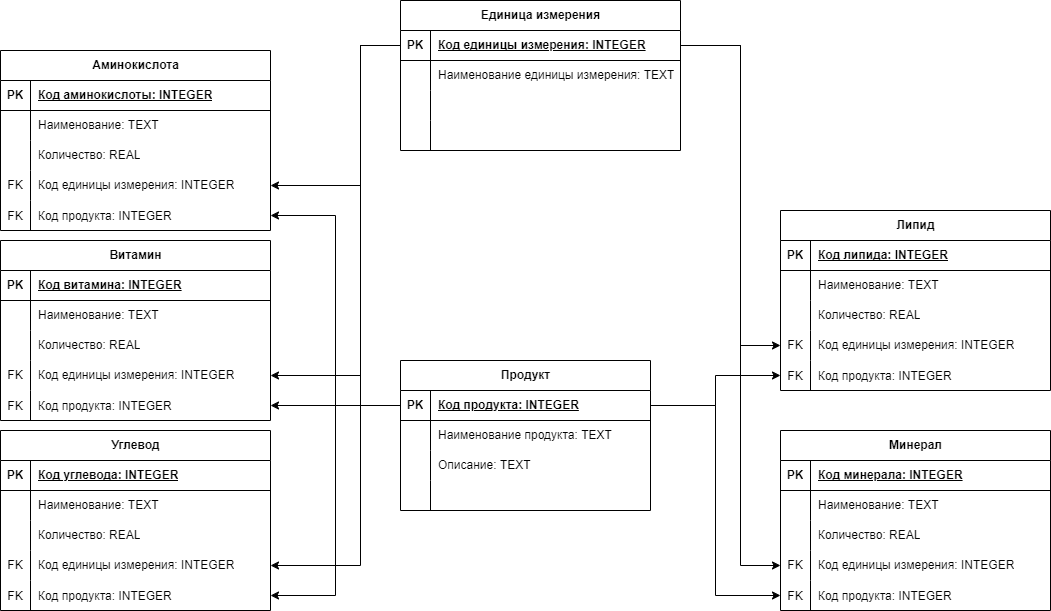 Единица измерения
PK Код единицы измерения: INTEGER
Наименование единицы измерения: TEXT
Аминокислота
PK Код аминокислоты: INTEGER
Наименование: TEXT
Количество: REAL
FK Код единицы измерения: INTEGER
FK Код продукта: INTEGER
Витамин
PK Код витамина: INTEGER
Наименование: TEXT
Количество: REAL
FK Код единицы измерения: INTEGER
FK Код продукта: INTEGER
Углевод
PK Код углевода: INTEGER
Наименование: TEXT
Количество: REAL
FK Код единицы измерения: INTEGER
FK Код продукта: INTEGER
Продукт
PK Код продукта: INTEGER
Наименование продукта: TEXT
Описание: TEXT
Липид
PK Код липида: INTEGER
Наименование: TEXT
Количество: REAL
FK Код единицы измерения: INTEGER
FK Код продукта: INTEGER
Минерал
PK Код минерала: INTEGER
Наименование: TEXT
Количество: REAL
FK Код единицы измерения: INTEGER
FK Код продукта: INTEGER